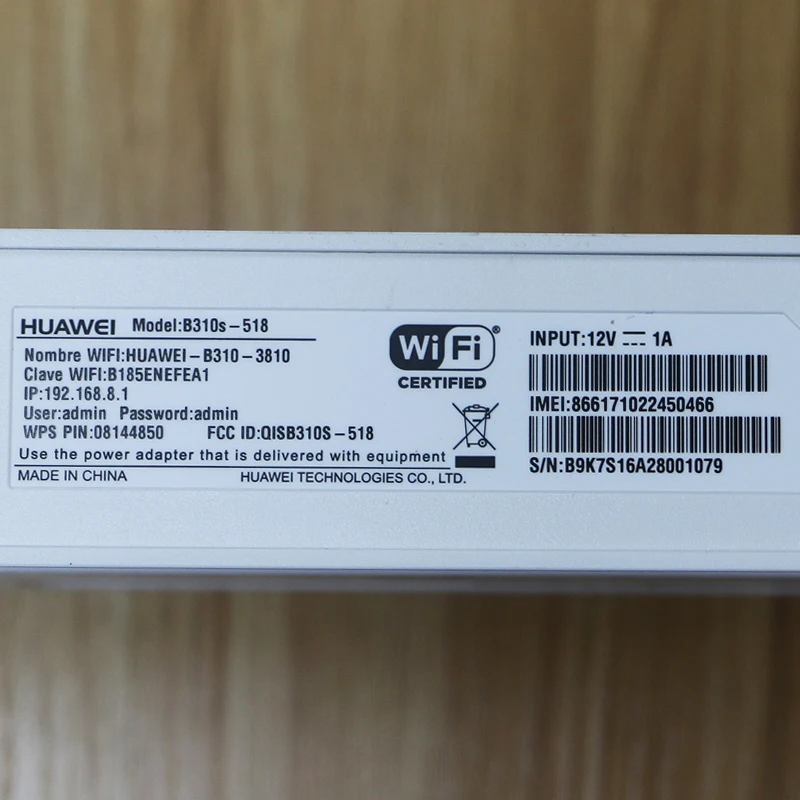 HUAWEI Model:B310s-518
Nombre WIFI:HUAWEI-B310-3810
Clave WIFI:B185ENEFEA1
IP:192.168.8.1
User:admin Password:admin
WPS PIN:08144850 FCC ID:QISB310S-518
Use the power adapter that is delivered with equipment
MADE IN CHINA HUAWEI TECHNOLOGIES CO., LTD.
Wi Fi ®
CERTIFIED
INPUT:12V ⎓ 1A
IMEI:866171022450466
S/N:B9K7S16A28001079